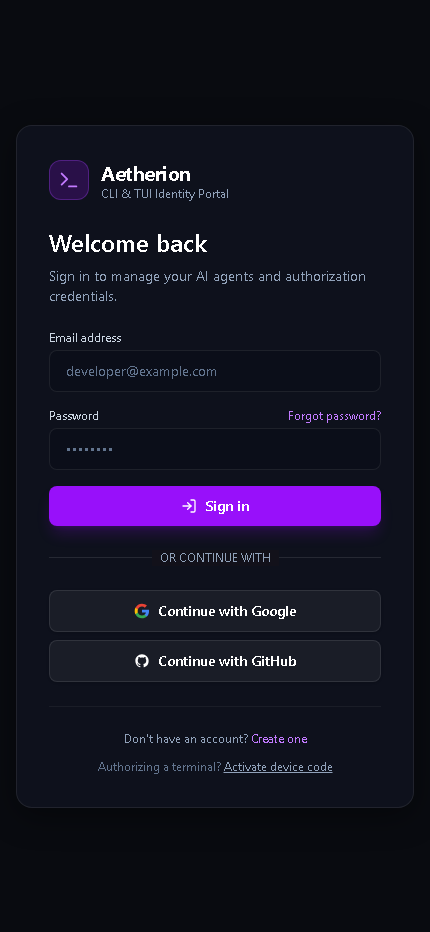 Aetherion
CLI & TUI Identity Portal
Welcome back
Sign in to manage your AI agents and authorization
credentials.
Email address
developer@example.com
Password
Forgot password?
••••••••
Sign in
OR CONTINUE WITH
Continue with Google
Continue with GitHub
Don't have an account? Create one
Authorizing a terminal? Activate device code